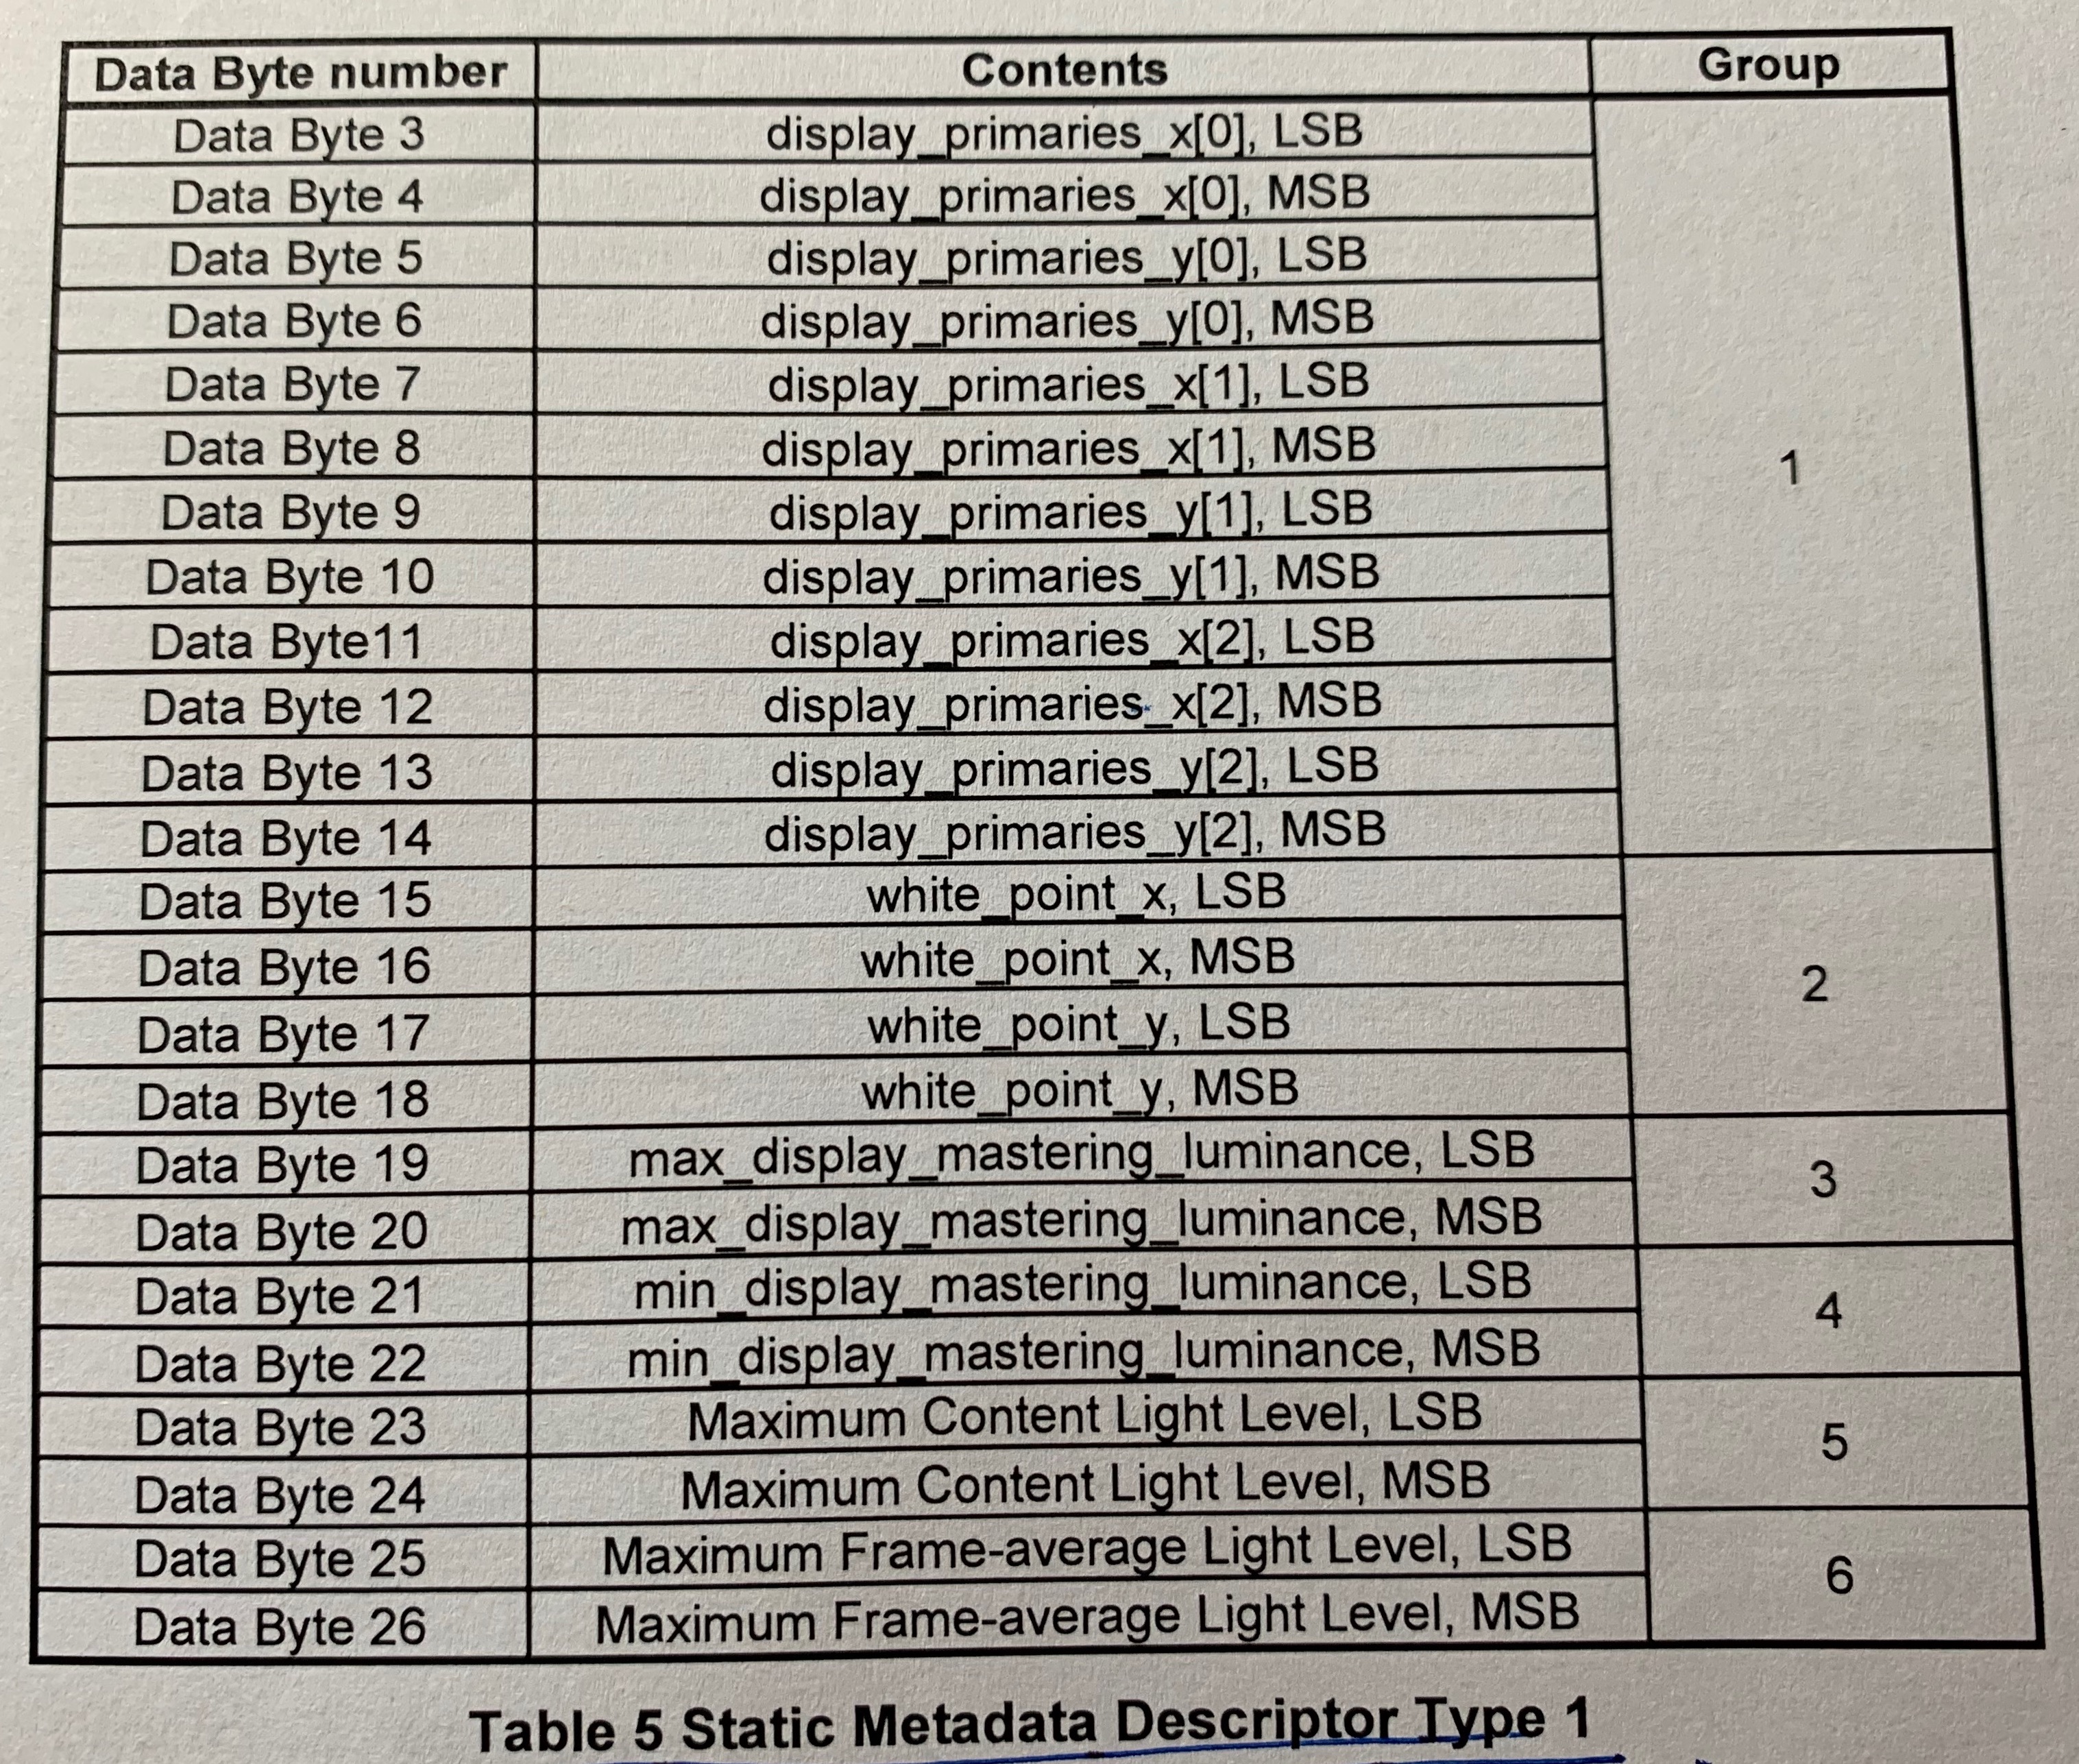 Data Byte number Contents Group
Data Byte 3 display_primaries_x[0], LSB
Data Byte 4 display_primaries_x[0], MSB
Data Byte 5 display_primaries_y[0], LSB
Data Byte 6 display_primaries_y[0], MSB
Data Byte 7 display_primaries_x[1], LSB
Data Byte 8 display_primaries_x[1], MSB
1
Data Byte 9 display_primaries_y[1], LSB
Data Byte 10 display_primaries_y[1], MSB
Data Byte11 display_primaries_x[2], LSB
Data Byte 12 display_primaries_x[2], MSB
Data Byte 13 display_primaries_y[2], LSB
Data Byte 14 display_primaries_y[2], MSB
Data Byte 15 white_point_x, LSB
Data Byte 16 white_point_x, MSB
2
Data Byte 17 white_point_y, LSB
Data Byte 18 white_point_y, MSB
Data Byte 19 max_display_mastering_luminance, LSB
3
Data Byte 20 max_display_mastering_luminance, MSB
Data Byte 21 min_display_mastering_luminance, LSB
4
Data Byte 22 min_display_mastering_luminance, MSB
Data Byte 23 Maximum Content Light Level, LSB
5
Data Byte 24 Maximum Content Light Level, MSB
Data Byte 25 Maximum Frame-average Light Level, LSB
6
Data Byte 26 Maximum Frame-average Light Level, MSB
Table 5 Static Metadata Descriptor Type 1